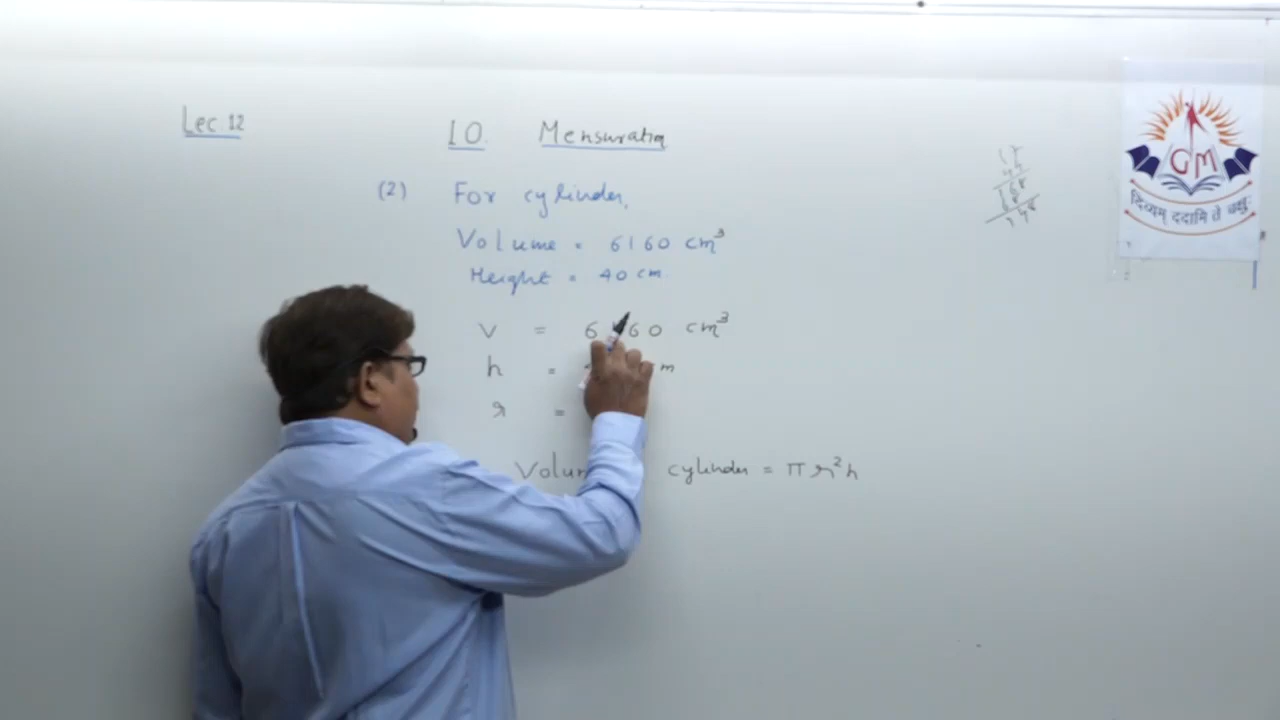 Lec 12
10. Mensuration
(2) For cylinder,
Volume = 6160 cm³
Height = 40 cm.
v = 6160 cm³
h = m
r =
cylinder = πr²h
GM
दिव्यम् ददामि ते चक्षुः